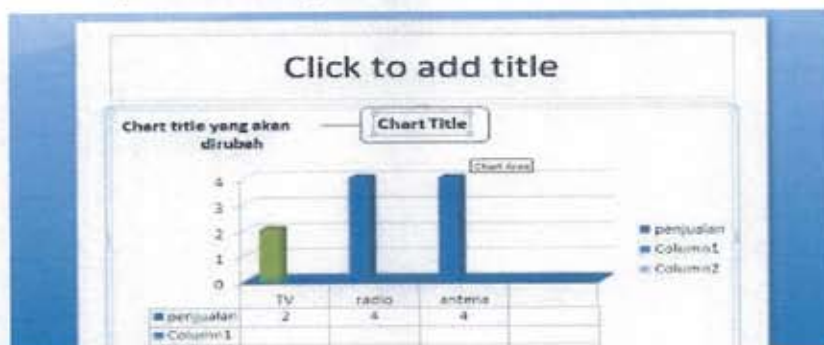 Click to add title
Chart title yang akan
dirubah
Chart Title
Chart Area
4
3
2
1
0
penjualan
Column1
Column2
TV radio antena
penjualan 2 4 4
Column1